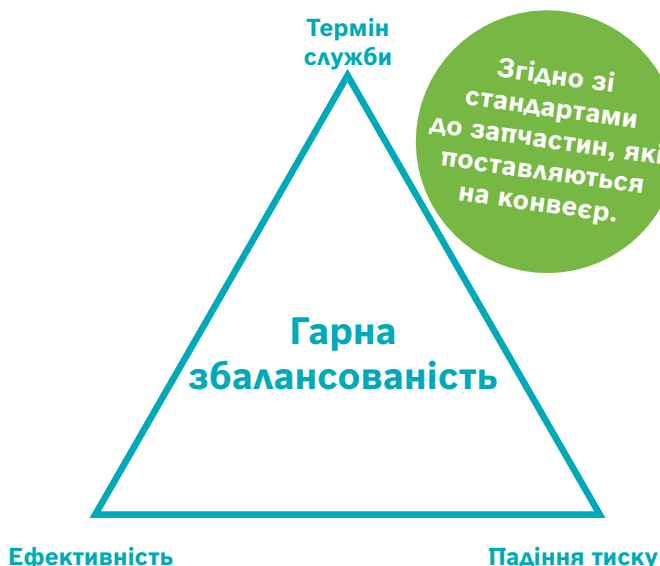 Термін
служби
Згідно зі
стандартами
до запчастин, які
поставляються
на конвеєр.
Гарна
збалансованість
Ефективність
Падіння тиску